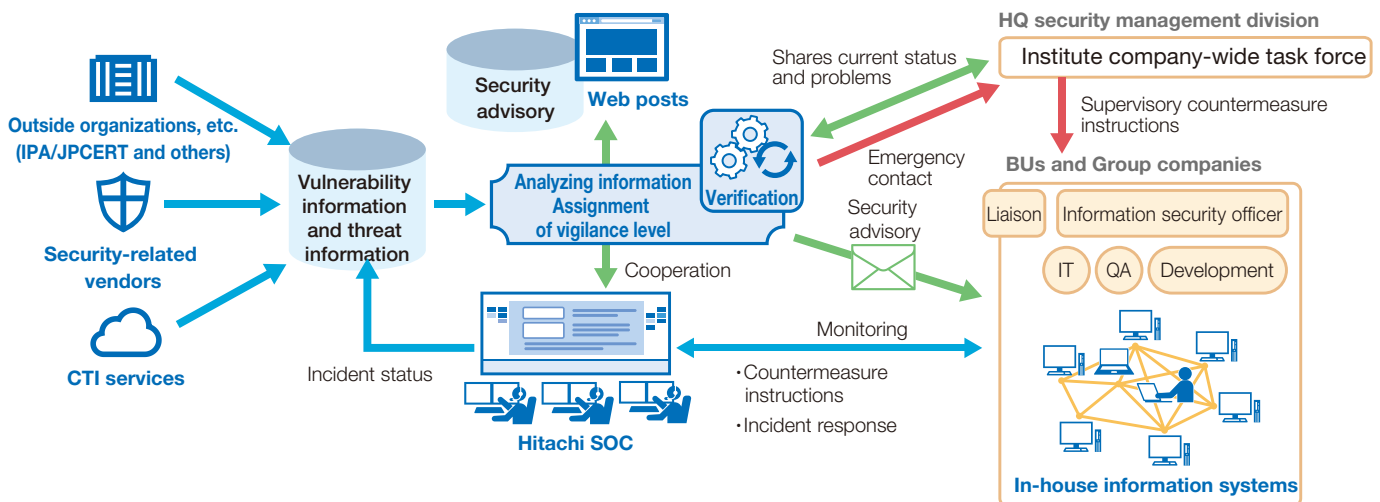 HQ security management division
Institute company-wide task force
Shares current status
and problems
Security
advisory
Web posts
Supervisory countermeasure
instructions
Outside organizations, etc.
(IPA/JPCERT and others)
Vulnerability
information
and threat
information
Analyzing information
Assignment
of vigilance level
Verification
Emergency
contact
BUs and Group companies
Liaison
Information security officer
Security
advisory
Security-related
vendors
IT
QA
Development
Cooperation
Monitoring
CTI services
Incident status
・Countermeasure
instructions
・Incident response
Hitachi SOC
In-house information systems